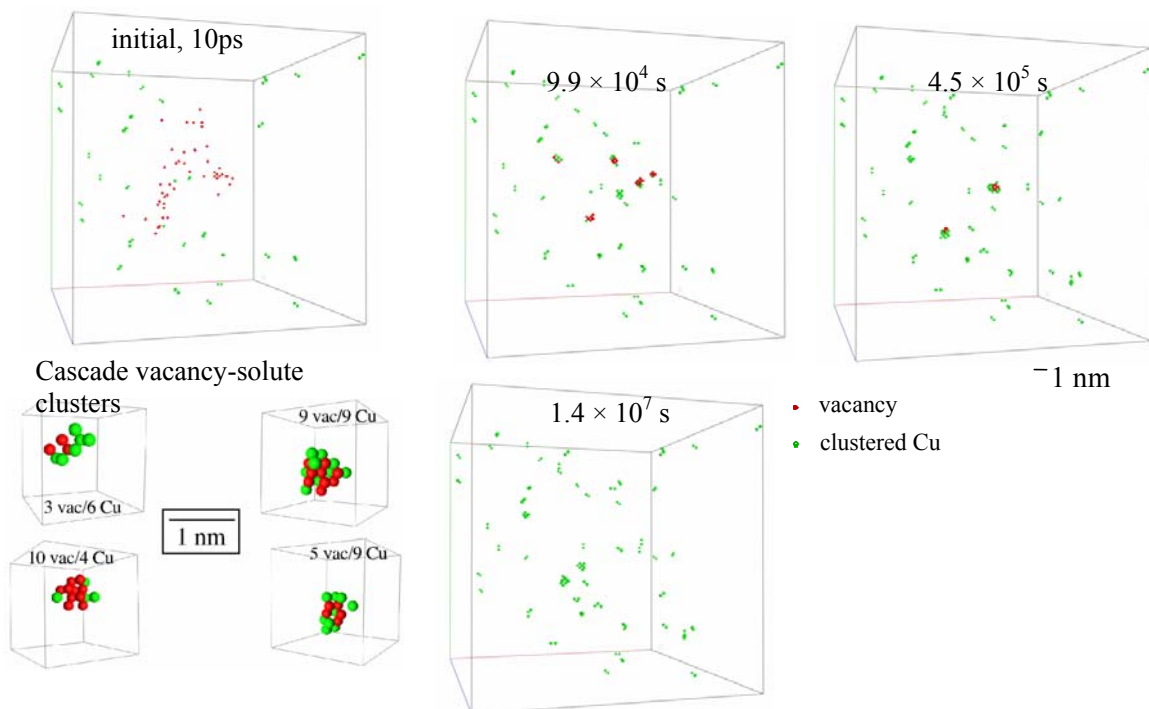 initial, 10ps
9.9 × 10⁴ s
4.5 × 10⁵ s
Cascade vacancy-solute
clusters
3 vac/6 Cu
9 vac/9 Cu
10 vac/4 Cu
5 vac/9 Cu
1 nm
1.4 × 10⁷ s
1 nm
vacancy
clustered Cu